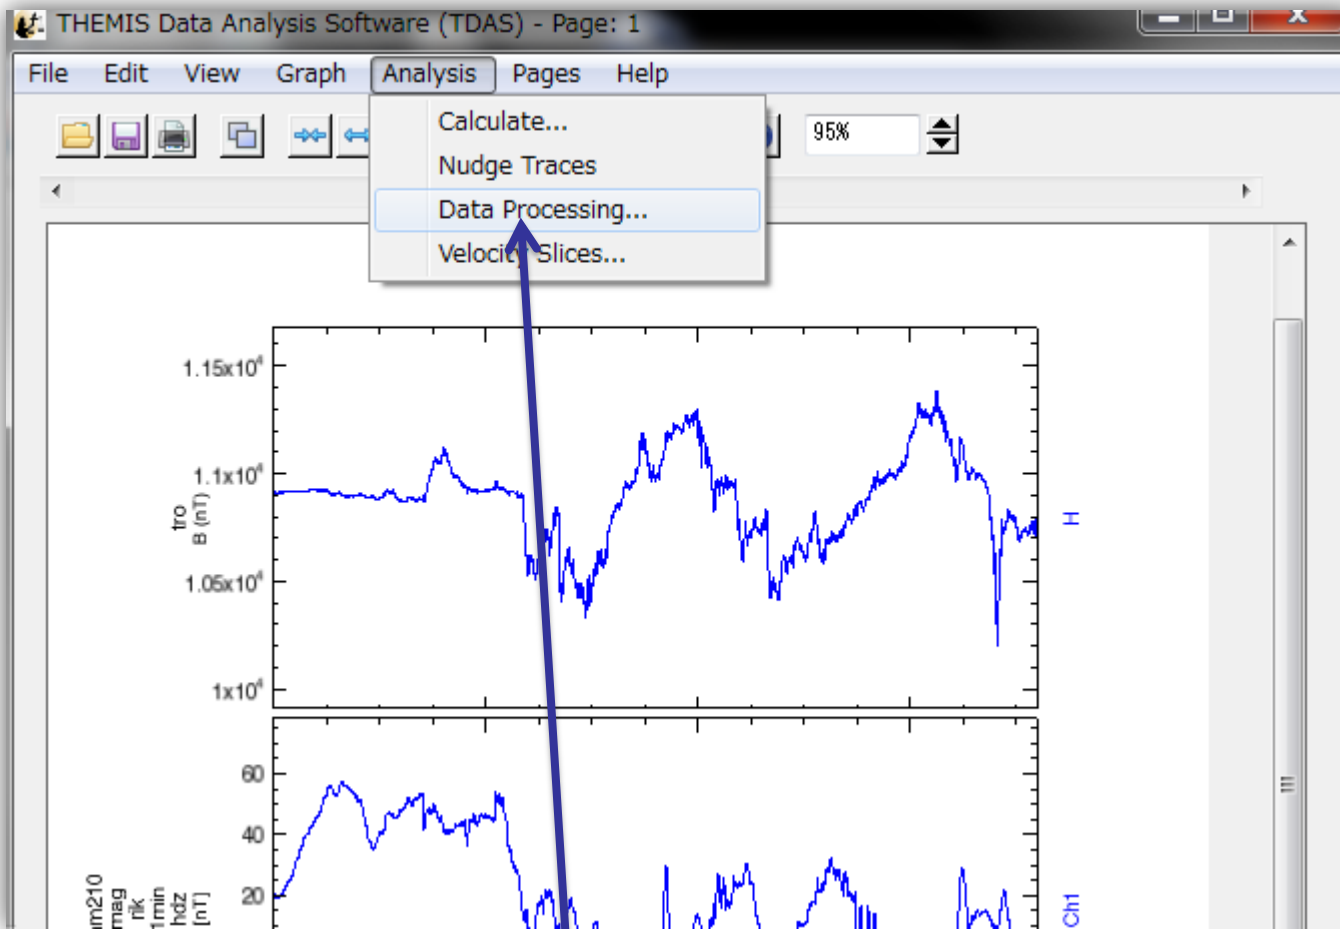 THEMIS Data Analysis Software (TDAS) - Page: 1
File Edit View Graph Analysis Pages Help
Calculate...
95%
Nudge Traces
Data Processing...
Velocity Slices...
1.15x10⁴
1.1x10⁴
1.05x10⁴
1x10⁴
tro
B (nT)
H
60
40
20
nm210
mag
rik
1min
hdz
[nT]
Ch1